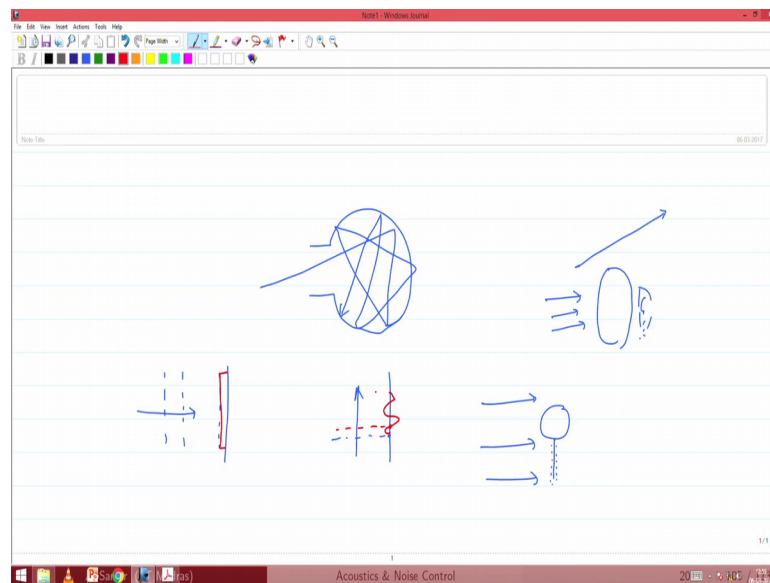 Note1 - Windows Journal
File Edit View Insert Actions Tools Help
Page Width
B I
Note Title
06-03-2017
1/1
1
Acoustics & Noise Control